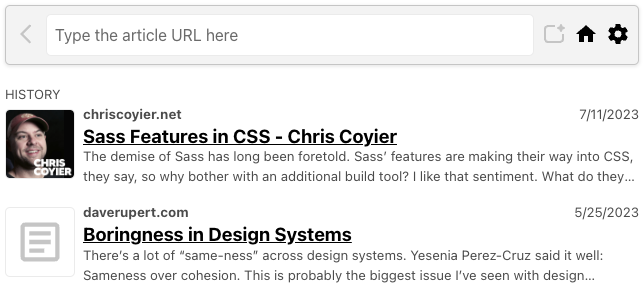 Type the article URL here
HISTORY
chriscoyier.net 7/11/2023
CHRIS
COYIER
Sass Features in CSS - Chris Coyier
The demise of Sass has long been foretold. Sass’ features are making their way into CSS,
they say, so why bother with an additional build tool? I like that sentiment. What do they…
daverupert.com 5/25/2023
Boringness in Design Systems
There’s a lot of “same-ness” across design systems. Yesenia Perez-Cruz said it well:
Sameness over cohesion. This is probably the biggest issue I’ve seen with design…